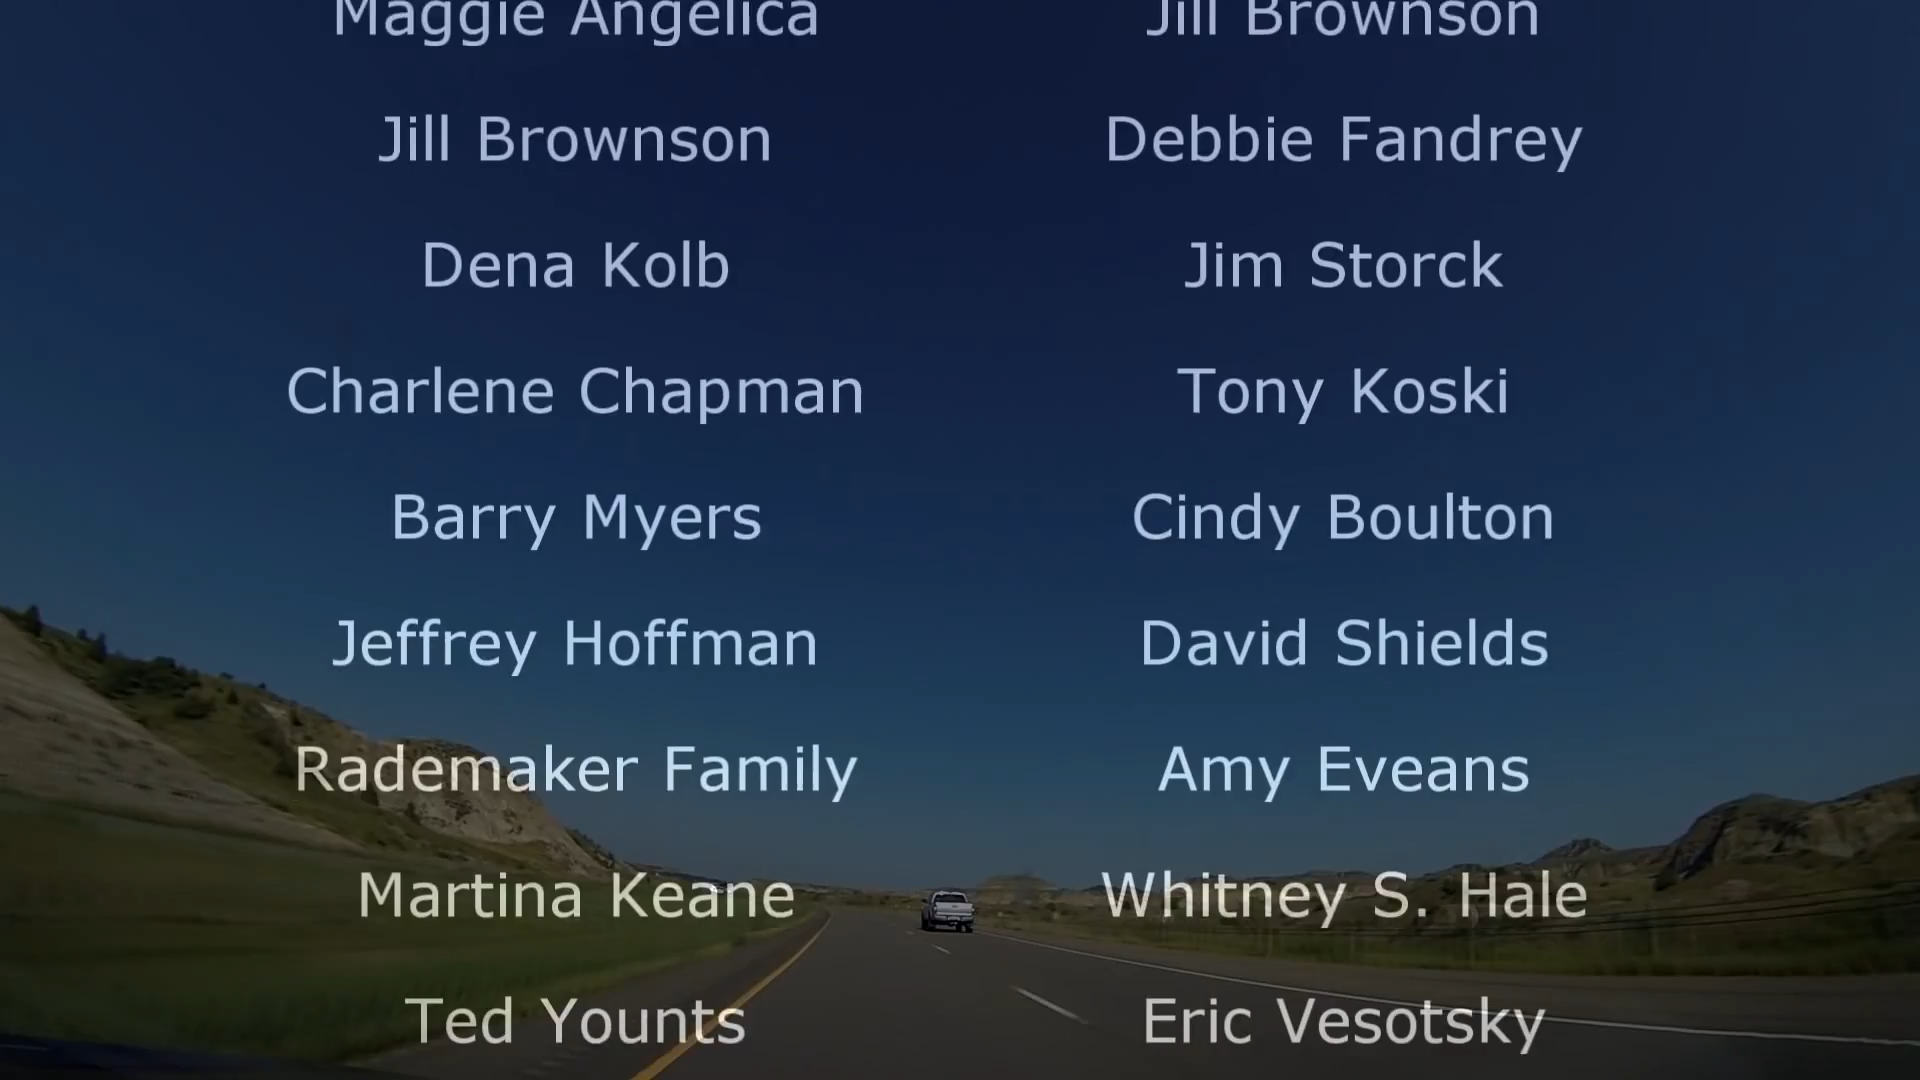 Maggie Angelica Jill Brownson
Jill Brownson Debbie Fandrey
Dena Kolb Jim Storck
Charlene Chapman Tony Koski
Barry Myers Cindy Boulton
Jeffrey Hoffman David Shields
Rademaker Family Amy Eveans
Martina Keane Whitney S. Hale
Ted Younts Eric Vesotsky